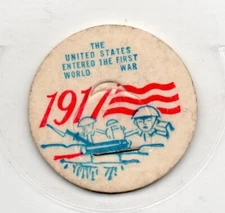 THE
UNITED STATES
ENTERED THE FIRST
WORLD WAR
1917